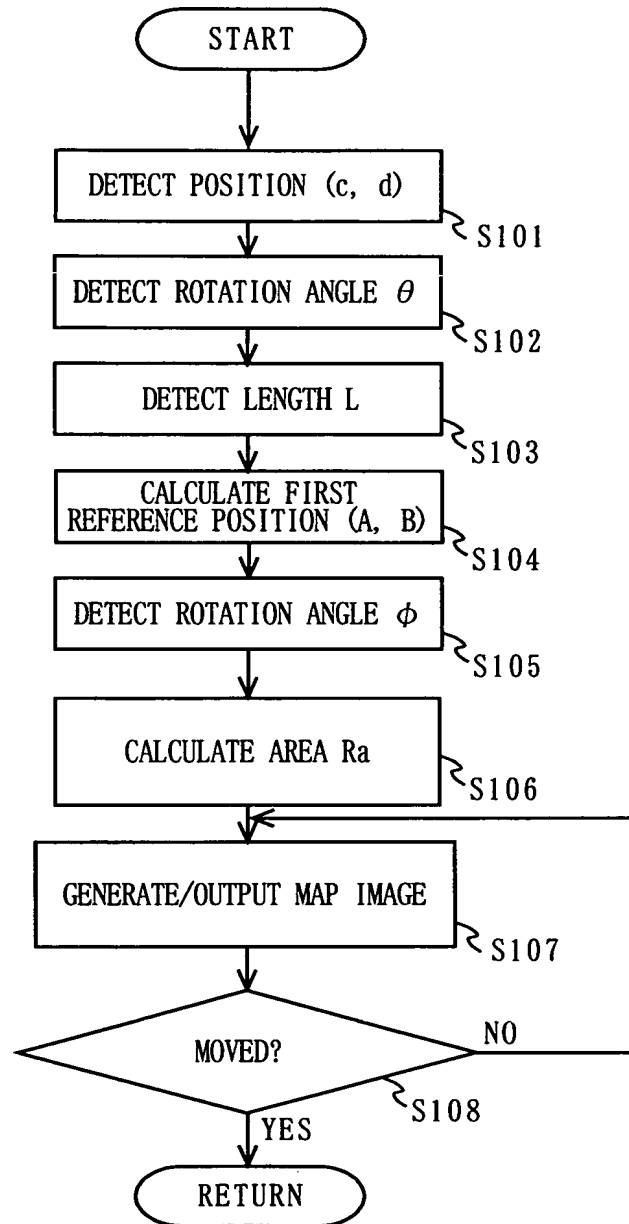 START
DETECT POSITION (c, d)
S101
DETECT ROTATION ANGLE θ
S102
DETECT LENGTH L
S103
CALCULATE FIRST
REFERENCE POSITION (A, B)
S104
DETECT ROTATION ANGLE ϕ
S105
CALCULATE AREA Ra
S106
GENERATE/OUTPUT MAP IMAGE
S107
MOVED?
NO
S108
YES
RETURN